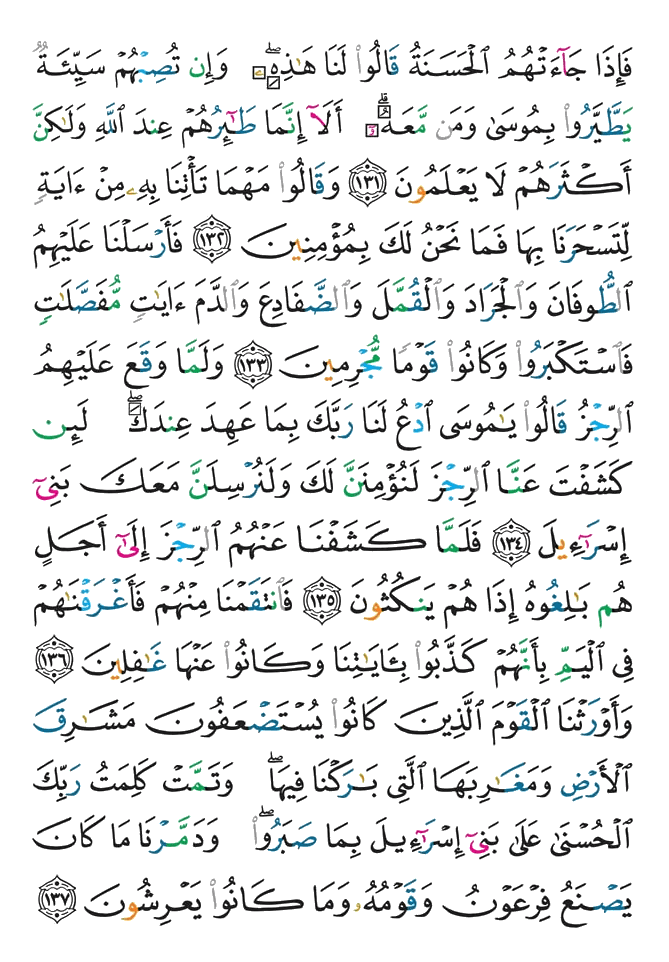 فَإِذَا جَآءَتْهُمُ ٱلْحَسَنَةُ قَالُوا۟ لَنَا هَـٰذِهِۦ ۖ وَإِن تُصِبْهُمْ سَيِّئَةٌ
يَطَّيَّرُوا۟ بِمُوسَىٰ وَمَن مَّعَهُۥٓ ۗ أَلَآ إِنَّمَا طَـٰٓئِرُهُمْ عِندَ ٱللَّهِ وَلَـٰكِنَّ
أَكْثَرَهُمْ لَا يَعْلَمُونَ ١٣١ وَقَالُوا۟ مَهْمَا تَأْتِنَا بِهِۦ مِنْ ءَايَةٍ
لِّتَسْحَرَنَا بِهَا فَمَا نَحْنُ لَكَ بِمُؤْمِنِينَ ١٣٢ فَأَرْسَلْنَا عَلَيْهِمُ
ٱلطُّوفَانَ وَٱلْجَرَادَ وَٱلْقُمَّلَ وَٱلضَّفَادِعَ وَٱلدَّمَ ءَايَـٰتٍ مُّفَصَّلَـٰتٍ
فَٱسْتَكْبَرُوا۟ وَكَانُوا۟ قَوْمًا مُّجْرِمِينَ ١٣٣ وَلَمَّا وَقَعَ عَلَيْهِمُ
ٱلرِّجْزُ قَالُوا۟ يَـٰمُوسَى ٱدْعُ لَنَا رَبَّكَ بِمَا عَهِدَ عِندَكَ ۖ لَئِن
كَشَفْتَ عَنَّا ٱلرِّجْزَ لَنُؤْمِنَنَّ لَكَ وَلَنُرْسِلَنَّ مَعَكَ بَنِىٓ
إِسْرَٰٓءِيلَ ١٣٤ فَلَمَّا كَشَفْنَا عَنْهُمُ ٱلرِّجْزَ إِلَىٰٓ أَجَلٍ
هُم بَـٰلِغُوهُ إِذَا هُمْ يَنكُثُونَ ١٣٥ فَٱنتَقَمْنَا مِنْهُمْ فَأَغْرَقْنَـٰهُمْ
فِى ٱلْيَمِّ بِأَنَّهُمْ كَذَّبُوا۟ بِـَٔايَـٰتِنَا وَكَانُوا۟ عَنْهَا غَـٰفِلِينَ ١٣٦
وَأَوْرَثْنَا ٱلْقَوْمَ ٱلَّذِينَ كَانُوا۟ يُسْتَضْعَفُونَ مَشَـٰرِقَ
ٱلْأَرْضِ وَمَغَـٰرِبَهَا ٱلَّتِى بَـٰرَكْنَا فِيهَا ۖ وَتَمَّتْ كَلِمَتُ رَبِّكَ
ٱلْحُسْنَىٰ عَلَىٰ بَنِىٓ إِسْرَٰٓءِيلَ بِمَا صَبَرُوا۟ ۖ وَدَمَّرْنَا مَا كَانَ
يَصْنَعُ فِرْعَوْنُ وَقَوْمُهُۥ وَمَا كَانُوا۟ يَعْرِشُونَ ١٣٧